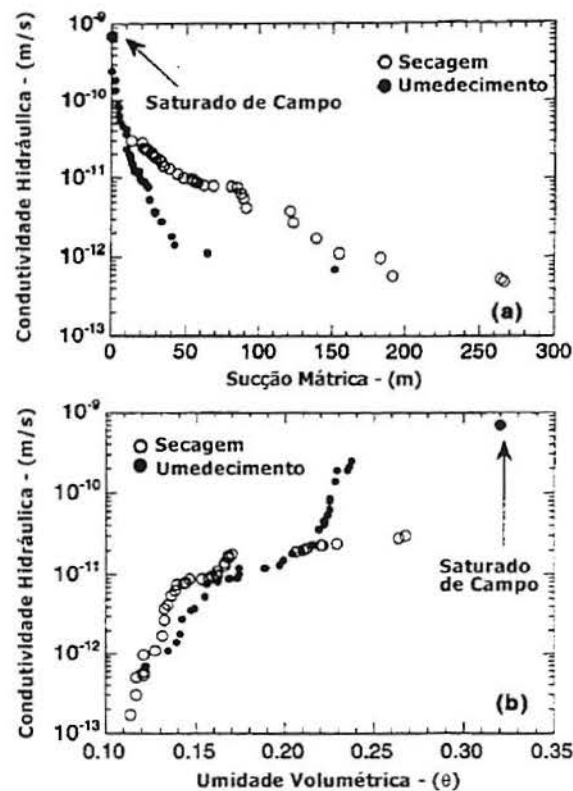 Condutividade Hidráulica - (m/s)
10⁻⁹
10⁻¹⁰
10⁻¹¹
10⁻¹²
10⁻¹³
Saturado de Campo
Secagem
Umedecimento
(a)
0 50 100 150 200 250 300
Sucção Mátrica - (m)
Condutividade Hidráulica - (m/s)
10⁻⁹
10⁻¹⁰
10⁻¹¹
10⁻¹²
10⁻¹³
Secagem
Umedecimento
Saturado
de Campo
(b)
0.10 0.15 0.20 0.25 0.30 0.35
Umidade Volumétrica - (θ)